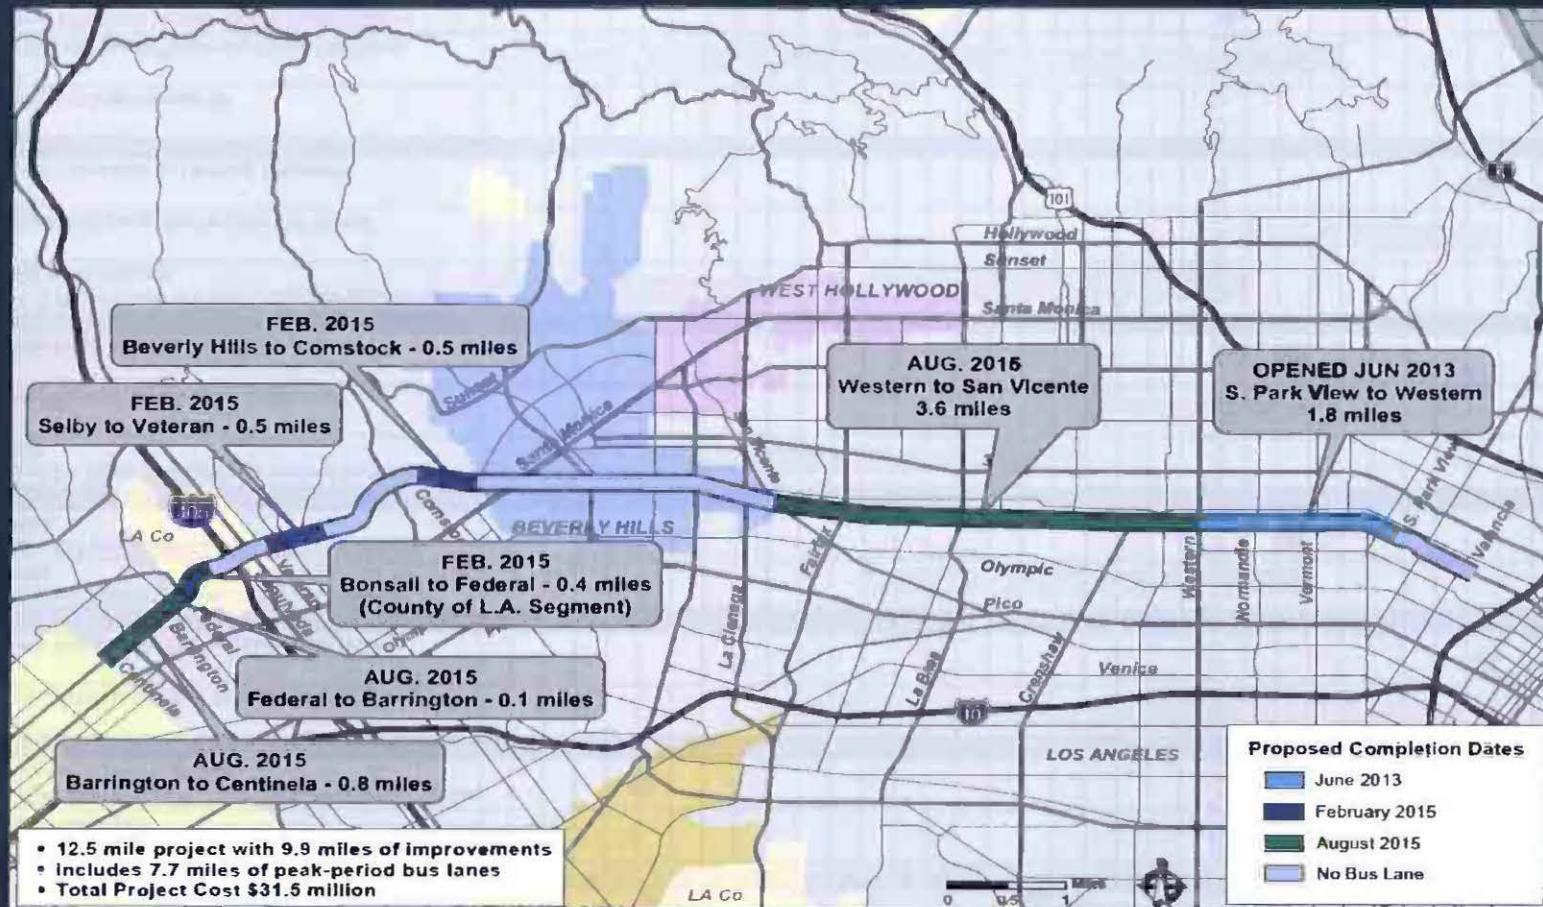 101
Hollywood
Sunset
WEST HOLLYWOOD
Santa Monica
FEB. 2015
Beverly Hills to Comstock - 0.5 miles
AUG. 2015
Western to San Vicente
3.6 miles
OPENED JUN 2013
S. Park View to Western
1.8 miles
FEB. 2015
Selby to Veteran - 0.5 miles
Sunset
Santa Monica
San Vicente
S. Park View
Valencia
405
LA Co
BEVERLY HILLS
Fairfax
Western
Normandie
Vermont
Olympic
Pico
FEB. 2015
Bonsall to Federal - 0.4 miles
(County of L.A. Segment)
Sepulveda
Federal
Barrington
Centinela
La Cienega
La Brea
Crenshaw
Venice
AUG. 2015
Federal to Barrington - 0.1 miles
10
LOS ANGELES
AUG. 2015
Barrington to Centinela - 0.8 miles
Proposed Completion Dates
June 2013
February 2015
August 2015
No Bus Lane
• 12.5 mile project with 9.9 miles of improvements
• includes 7.7 miles of peak-period bus lanes
• Total Project Cost $31.5 million
LA Co
0 0.5 1 Miles